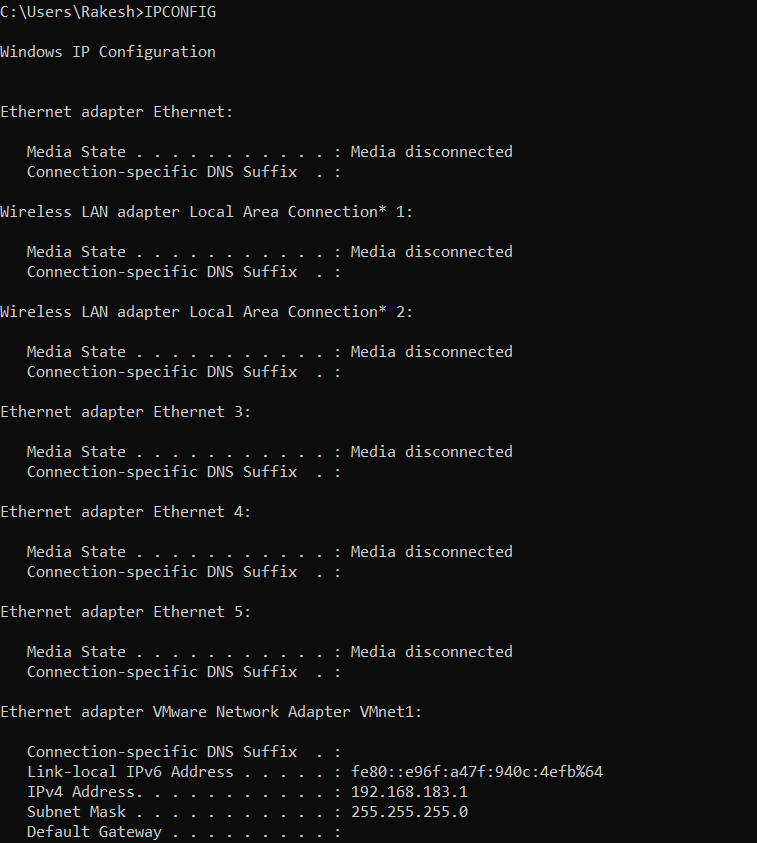 C:\Users\Rakesh>IPCONFIG
Windows IP Configuration
Ethernet adapter Ethernet:
Media State . . . . . . . . . . . : Media disconnected
Connection-specific DNS Suffix  . :
Wireless LAN adapter Local Area Connection* 1:
Media State . . . . . . . . . . . : Media disconnected
Connection-specific DNS Suffix  . :
Wireless LAN adapter Local Area Connection* 2:
Media State . . . . . . . . . . . : Media disconnected
Connection-specific DNS Suffix  . :
Ethernet adapter Ethernet 3:
Media State . . . . . . . . . . . : Media disconnected
Connection-specific DNS Suffix  . :
Ethernet adapter Ethernet 4:
Media State . . . . . . . . . . . : Media disconnected
Connection-specific DNS Suffix  . :
Ethernet adapter Ethernet 5:
Media State . . . . . . . . . . . : Media disconnected
Connection-specific DNS Suffix  . :
Ethernet adapter VMware Network Adapter VMnet1:
Connection-specific DNS Suffix  . :
Link-local IPv6 Address . . . . . : fe80::e96f:a47f:940c:4efb%64
IPv4 Address. . . . . . . . . . . : 192.168.183.1
Subnet Mask . . . . . . . . . . . : 255.255.255.0
Default Gateway . . . . . . . . . :